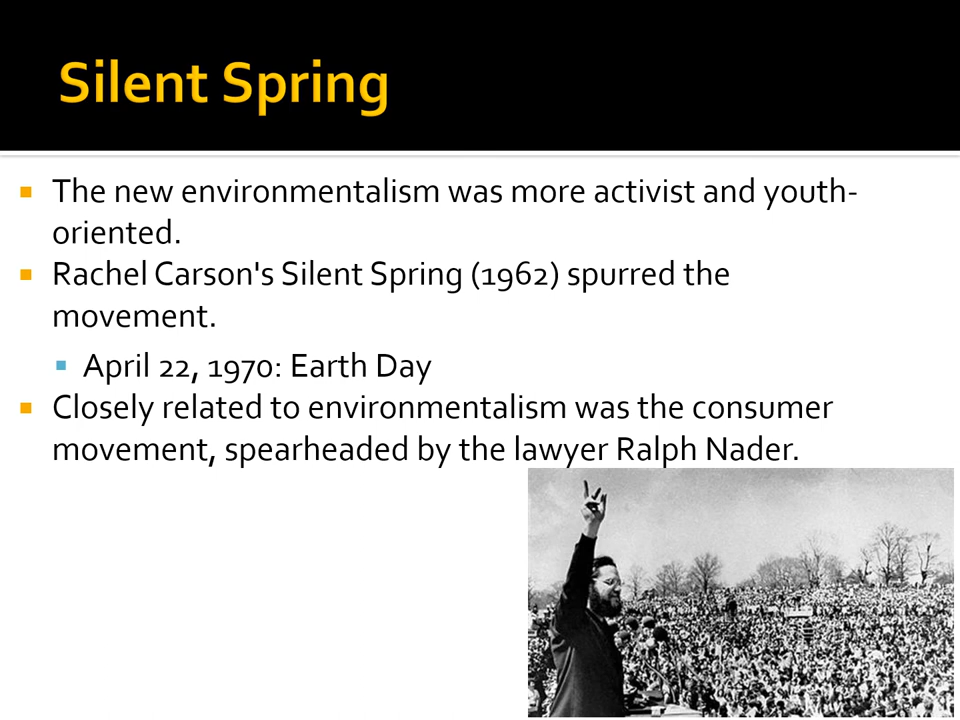 Silent Spring
The new environmentalism was more activist and youth-
oriented.
Rachel Carson's Silent Spring (1962) spurred the
movement.
April 22, 1970: Earth Day
Closely related to environmentalism was the consumer
movement, spearheaded by the lawyer Ralph Nader.